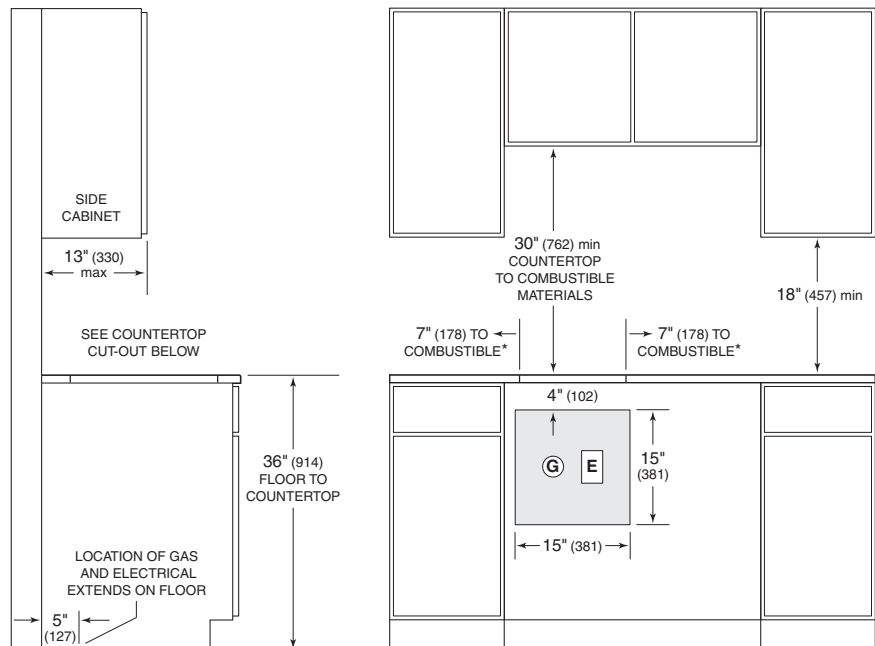 SIDE
CABINET
13" (330)
max
SEE COUNTERTOP
CUT-OUT BELOW
36" (914)
FLOOR TO
COUNTERTOP
LOCATION OF GAS
AND ELECTRICAL
EXTENDS ON FLOOR
5"
(127)
30" (762) min
COUNTERTOP
TO COMBUSTIBLE
MATERIALS
18" (457) min
7" (178) TO
COMBUSTIBLE*
7" (178) TO
COMBUSTIBLE*
4" (102)
G
E
15"
(381)
15" (381)